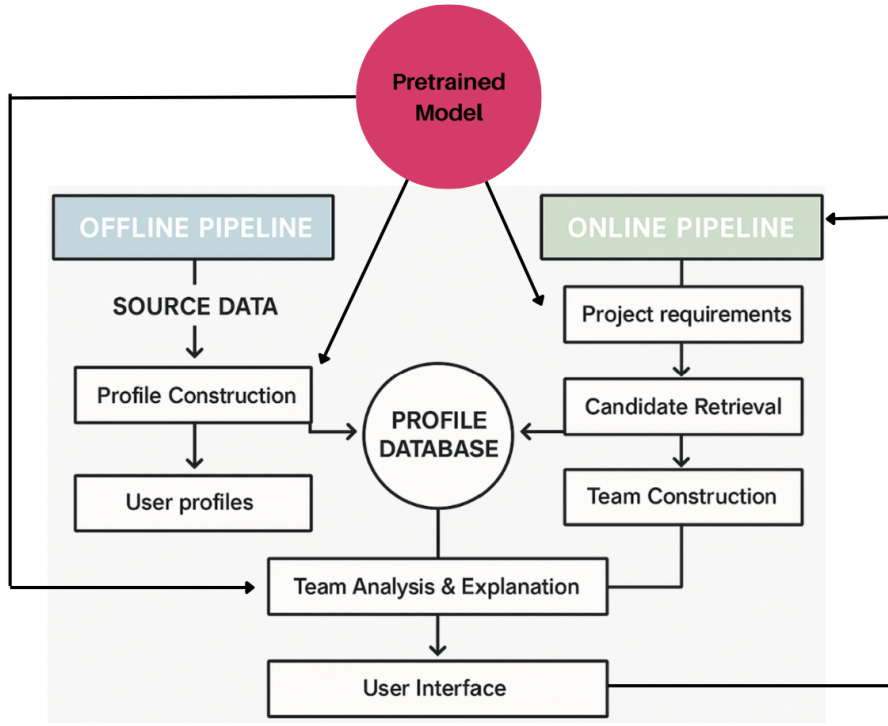 Pretrained
Model
OFFLINE PIPELINE
ONLINE PIPELINE
SOURCE DATA
Project requirements
Profile Construction
Candidate Retrieval
PROFILE
DATABASE
User profiles
Team Construction
Team Analysis & Explanation
User Interface